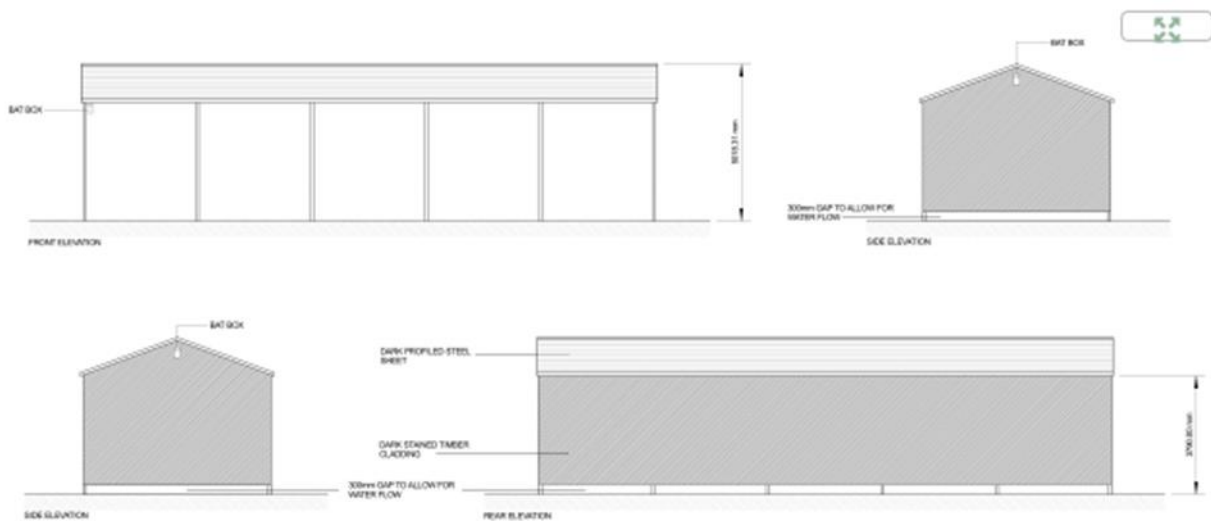 BAT BOX
BAT BOX
300mm GAP TO ALLOW FOR
WATER FLOW
FRONT ELEVATION
SIDE ELEVATION
BAT BOX
DARK PROFILED STEEL
SHEET
DARK STAINED TIMBER
CLADDING
300mm GAP TO ALLOW FOR
WATER FLOW
SIDE ELEVATION
REAR ELEVATION